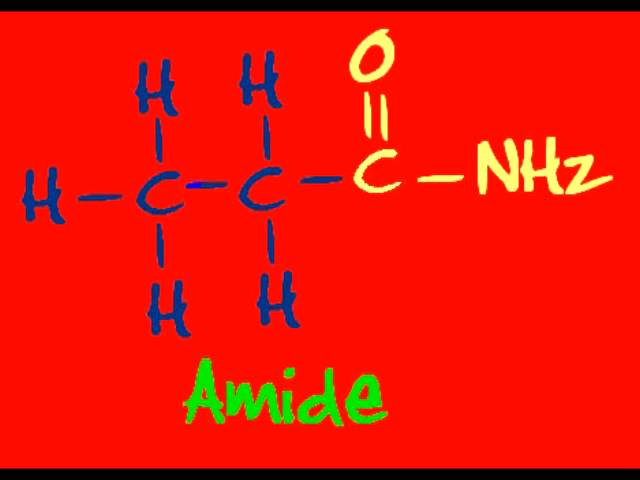 H H O
||
H - C - C - C - NH2
H H
Amide